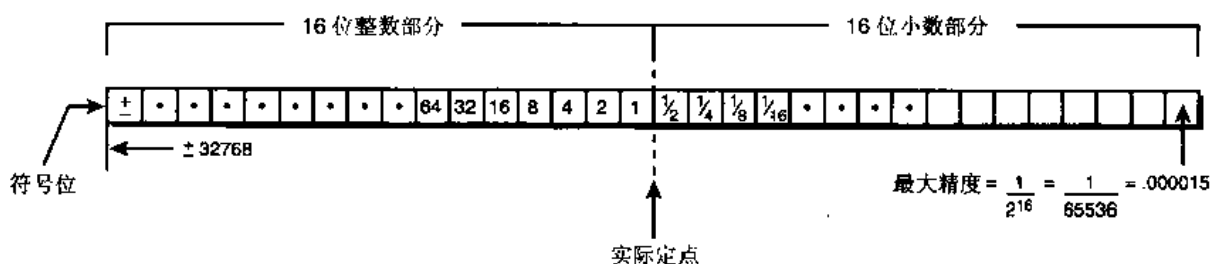 16 位整数部分 16 位小数部分
± • • • • • • • • 64 32 16 8 4 2 1 1/2 1/4 1/8 1/16 • • • •
± 32768
符号位
最大精度 = 1/2^16 = 1/65536 = .000015
实际定点